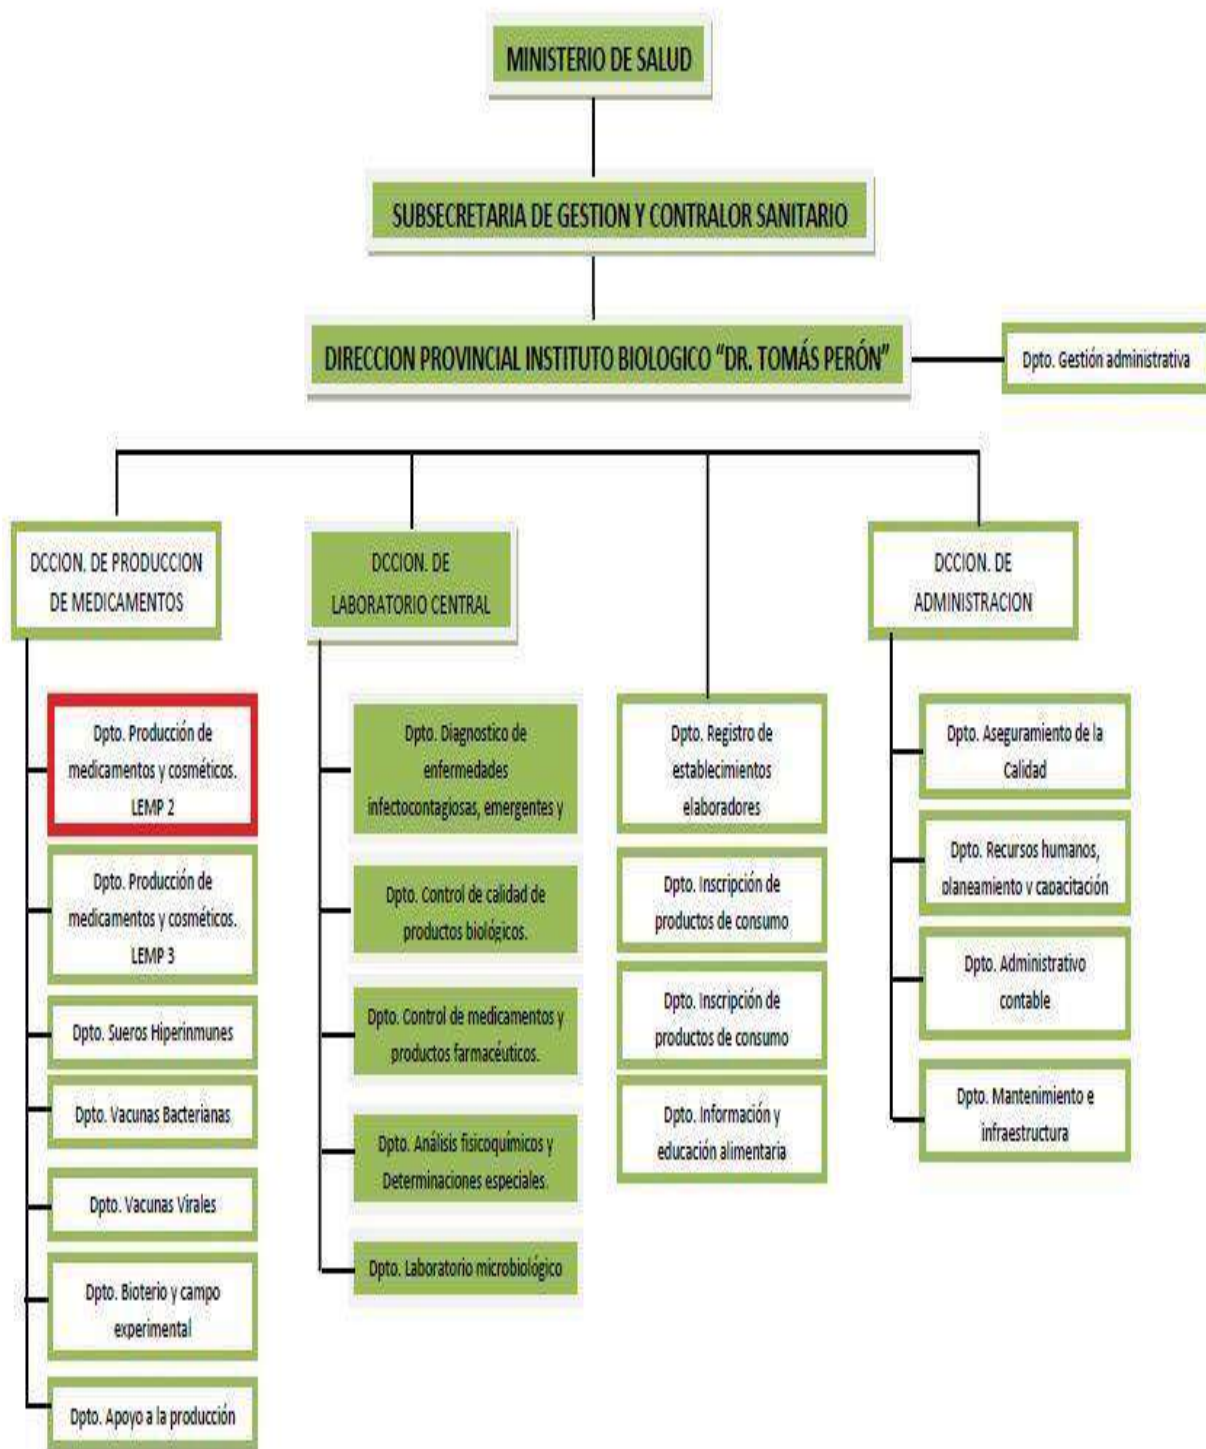 MINISTERIO DE SALUD
SUBSECRETARIA DE GESTION Y CONTRALOR SANITARIO
DIRECCION PROVINCIAL INSTITUTO BIOLOGICO “DR. TOMÁS PERÓN”
Dpto. Gestión administrativa
DCCION. DE PRODUCCION
DE MEDICAMENTOS
Dpto. Producción de
medicamentos y cosméticos.
LEMP 2
Dpto. Producción de
medicamentos y cosméticos.
LEMP 3
Dpto. Sueros Hiperinmunes
Dpto. Vacunas Bacterianas
Dpto. Vacunas Virales
Dpto. Bioterio y campo
experimental
Dpto. Apoyo a la producción
DCCION. DE
LABORATORIO CENTRAL
Dpto. Diagnostico de
enfermedades
infectocontagiosas, emergentes y
Dpto. Control de calidad de
productos biológicos.
Dpto. Control de medicamentos y
productos farmacéuticos.
Dpto. Análisis fisicoquímicos y
Determinaciones especiales.
Dpto. Laboratorio microbiológico
Dpto. Registro de
establecimientos
elaboradores
Dpto. Inscripción de
productos de consumo
Dpto. Inscripción de
productos de consumo
Dpto. Información y
educación alimentaria
DCCION. DE
ADMINISTRACION
Dpto. Aseguramiento de la
Calidad
Dpto. Recursos humanos,
planeamiento y capacitación
Dpto. Administrativo
contable
Dpto. Mantenimiento e
infraestructura